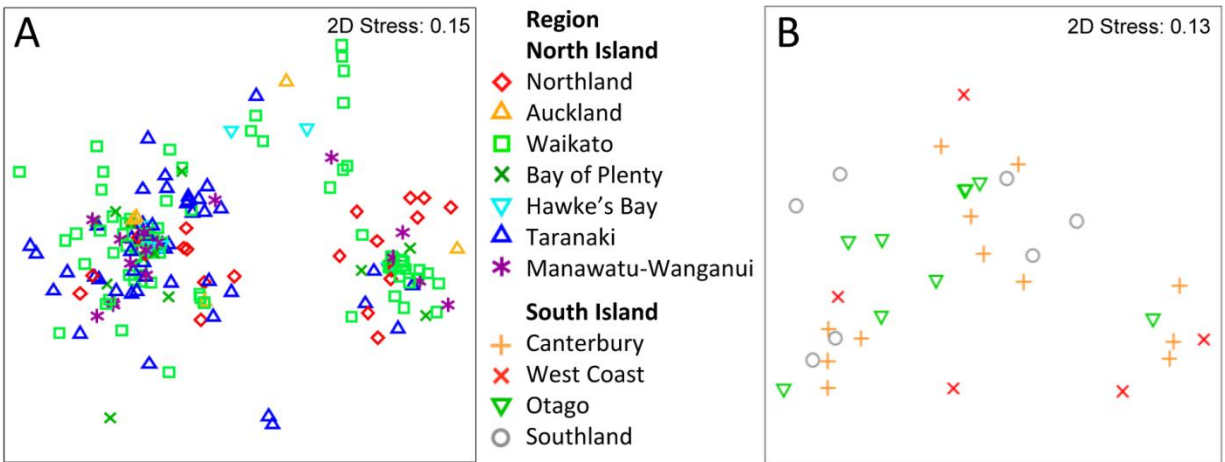 A
2D Stress: 0.15
Region
North Island
Northland
Auckland
Waikato
Bay of Plenty
Hawke's Bay
Taranaki
Manawatu-Wanganui
South Island
Canterbury
West Coast
Otago
Southland
B
2D Stress: 0.13